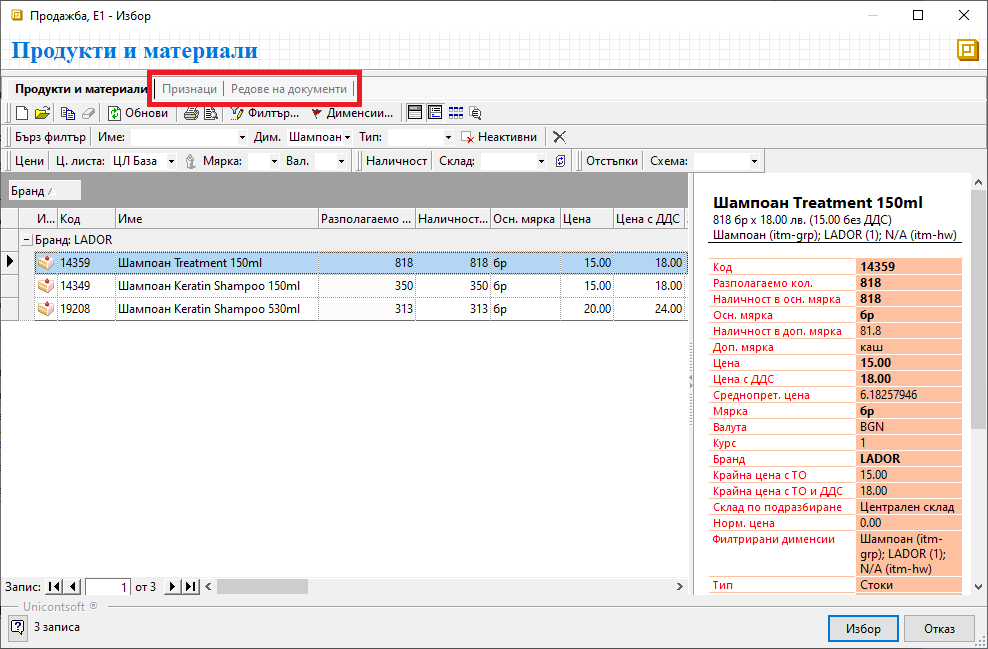 Продажба, Е1 - Избор
Продукти и материали
Продукти и материали Признаци Редове на документи
Обнови Филтър... Дименсии...
Бърз филтър Име: Дим. Шампоан Тип: Неактивни
Цени Ц. листа: ЦЛ База Мярка: Вал. Наличност Склад: Отстъпки Схема:
Бранд
И... Код Име Разполагаемо ... Наличност... Осн. мярка Цена Цена с ДДС
Бранд: LADOR
14359 Шампоан Treatment 150ml 818 818 бр 15.00 18.00
14349 Шампоан Keratin Shampoo 150ml 350 350 бр 15.00 18.00
19208 Шампоан Keratin Shampoo 530ml 313 313 бр 20.00 24.00
Шампоан Treatment 150ml
818 бр x 18.00 лв. (15.00 без ДДС)
Шампоан (itm-grp); LADOR (1); N/A (itm-hw)
Код 14359
Разполагаемо кол. 818
Наличност в осн. мярка 818
Осн. мярка бр
Наличност в доп. мярка 81.8
Доп. мярка каш
Цена 15.00
Цена с ДДС 18.00
Среднопрет. цена 6.18257946
Мярка бр
Валута BGN
Курс 1
Бранд LADOR
Крайна цена с ТО 15.00
Крайна цена с ТО и ДДС 18.00
Склад по подразбиране Централен склад
Норм. цена 0.00
Филтрирани дименсии Шампоан (itm-
grp); LADOR (1);
N/A (itm-hw)
Тип Стоки
Запис: 1 от 3
Unicontsoft ®
3 записа
Избор Отказ